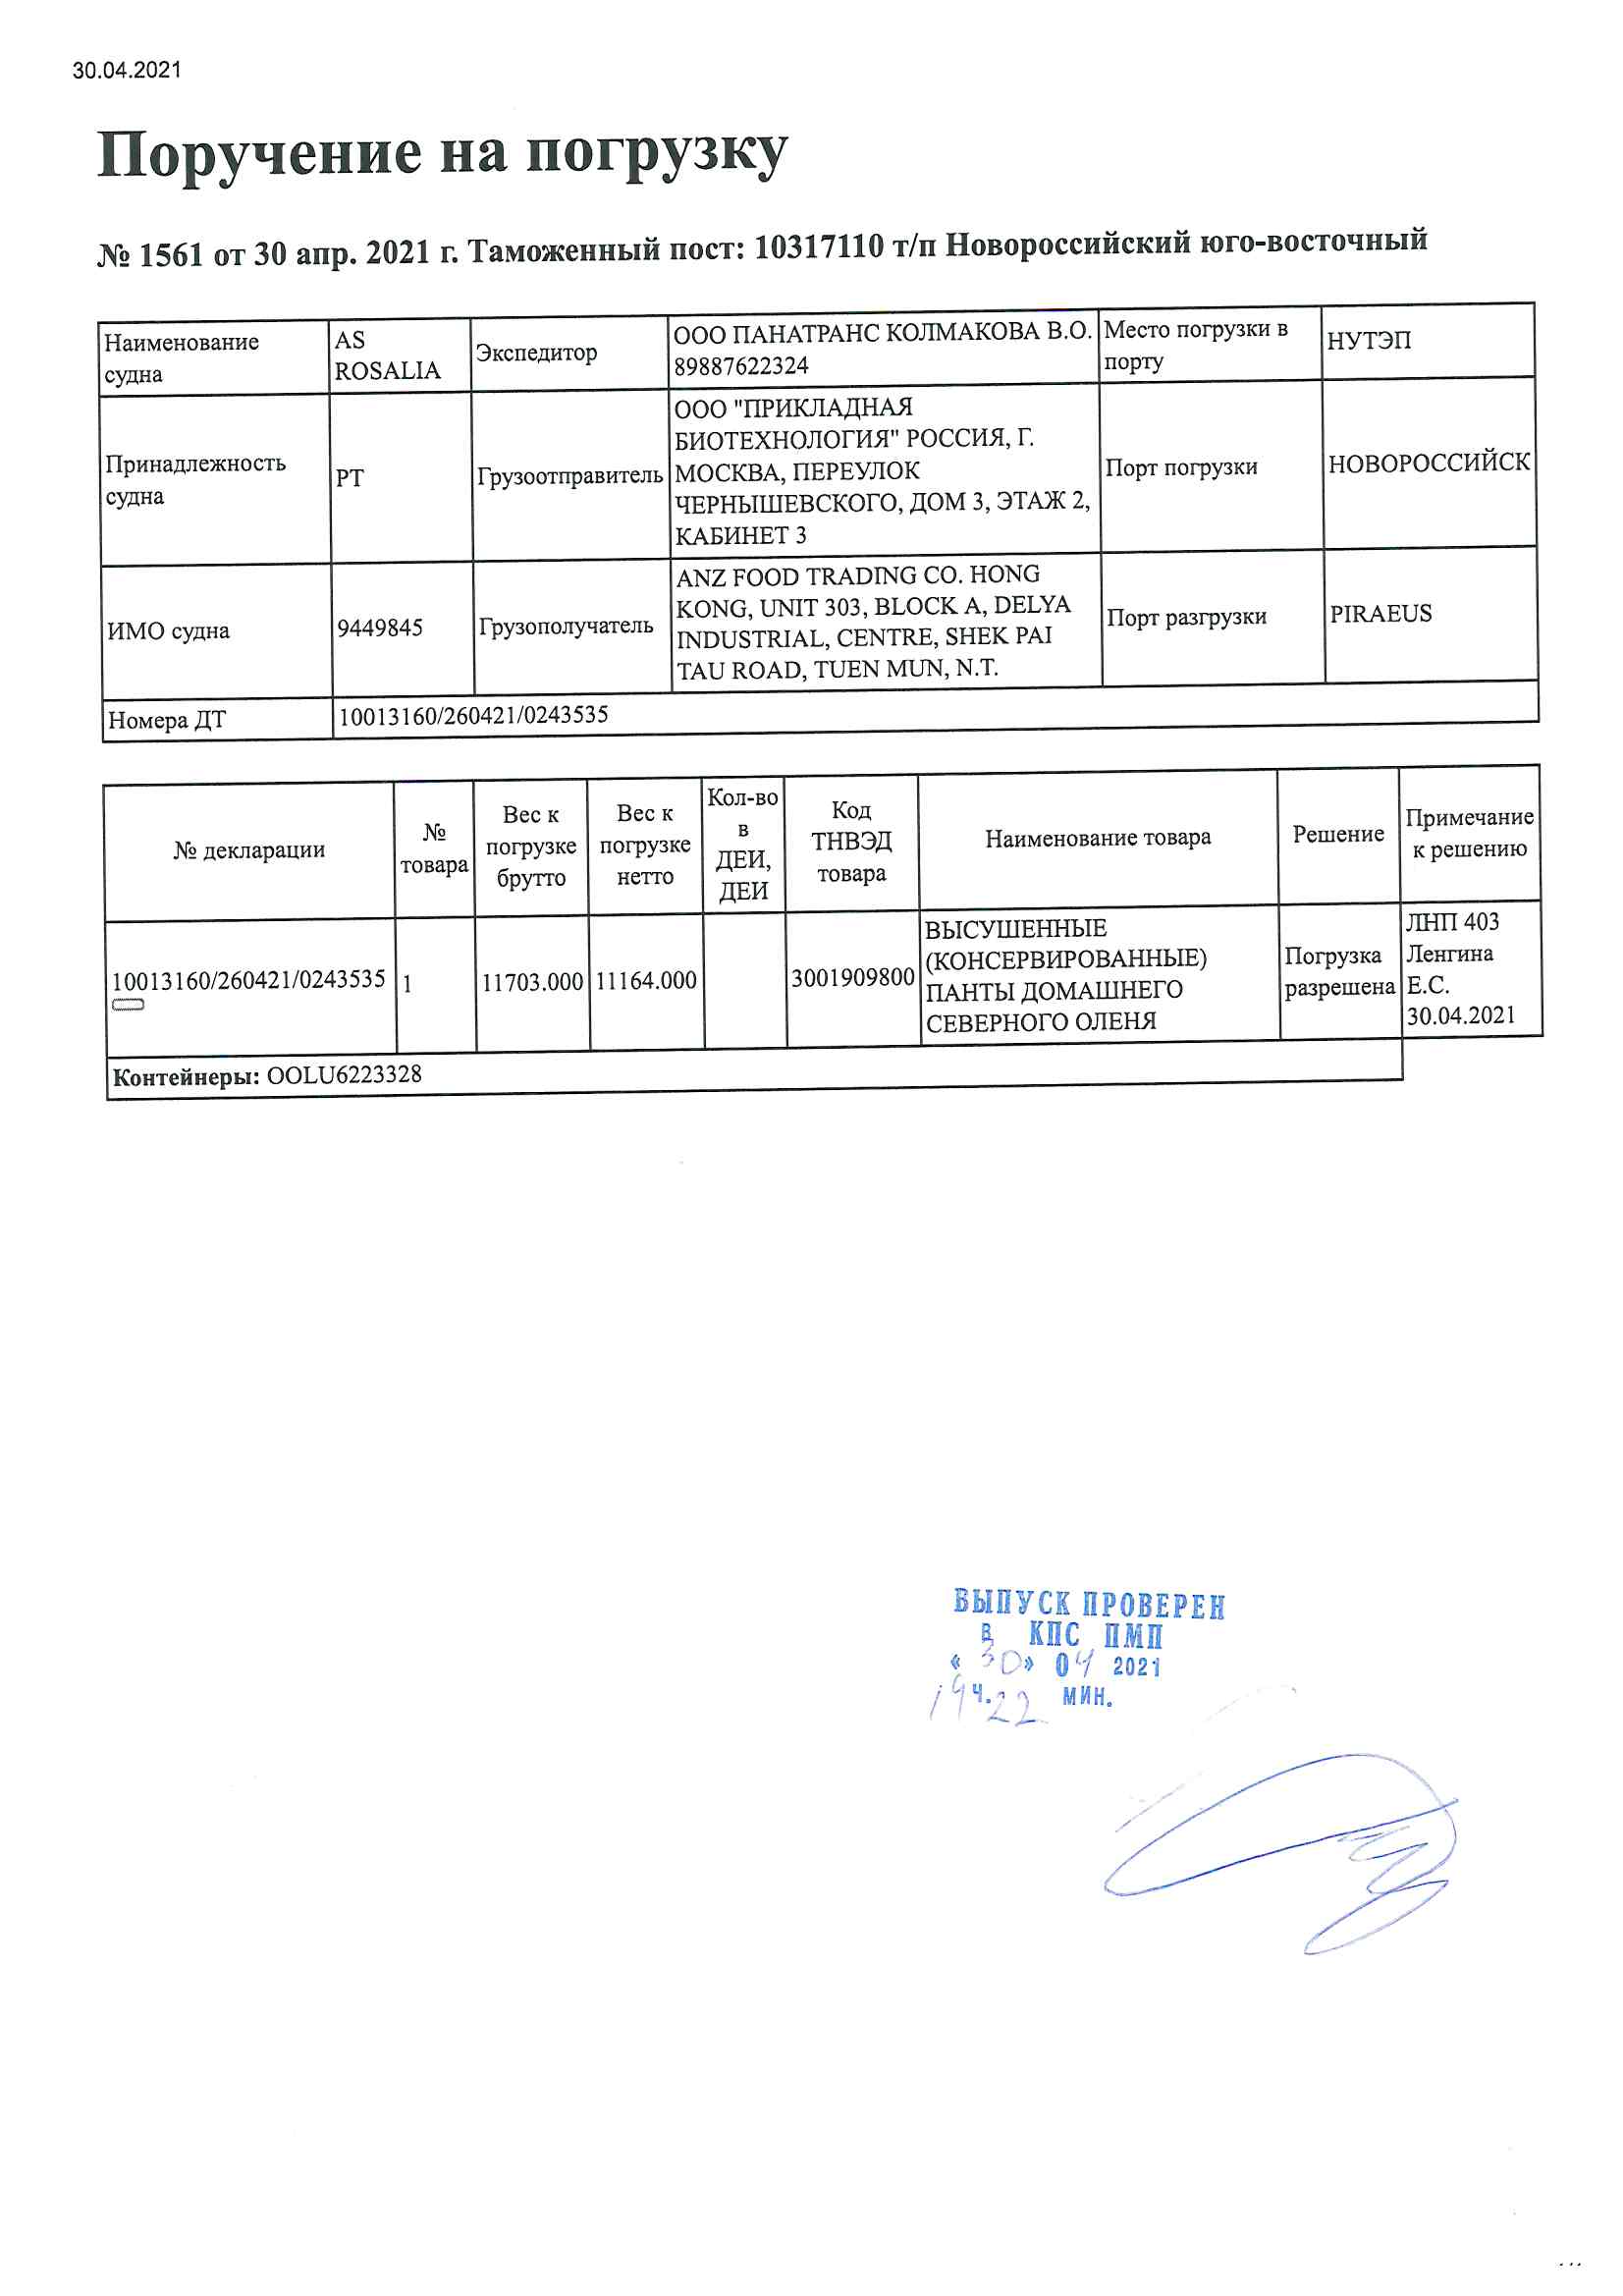 30.04.2021
Поручение на погрузку
№ 1561 от 30 апр. 2021 г. Таможенный пост: 10317110 т/п Новороссийский юго-восточный
Наименование
судна
AS
ROSALIA
Экспедитор
ООО ПАНАТРАНС КОЛМАКОВА В.О.
89887622324
Место погрузки в
порту
НУТЭП
Принадлежность
судна
PT
Грузоотправитель
ООО "ПРИКЛАДНАЯ
БИОТЕХНОЛОГИЯ" РОССИЯ, Г.
МОСКВА, ПЕРЕУЛОК
ЧЕРНЫШЕВСКОГО, ДОМ 3, ЭТАЖ 2,
КАБИНЕТ 3
Порт погрузки
НОВОРОССИЙСК
ИМО судна
9449845
Грузополучатель
ANZ FOOD TRADING CO. HONG
KONG, UNIT 303, BLOCK A, DELYA
INDUSTRIAL, CENTRE, SHEK PAI
TAU ROAD, TUEN MUN, N.T.
Порт разгрузки
PIRAEUS
Номера ДТ
10013160/260421/0243535
№ декларации
№
товара
Вес к
погрузке
брутто
Вес к
погрузке
нетто
Кол-во
в
ДЕИ,
ДЕИ
Код
ТНВЭД
товара
Наименование товара
Решение
Примечание
к решению
10013160/260421/0243535
1
11703.000
11164.000
3001909800
ВЫСУШЕННЫЕ
(КОНСЕРВИРОВАННЫЕ)
ПАНТЫ ДОМАШНЕГО
СЕВЕРНОГО ОЛЕНЯ
Погрузка
разрешена
ЛНП 403
Ленгина
Е.С.
30.04.2021
Контейнеры: OOLU6223328
ВЫПУСК ПРОВЕРЕН
в КПС ПМП
« 30 » 04 2021
19 ч. 22 мин.